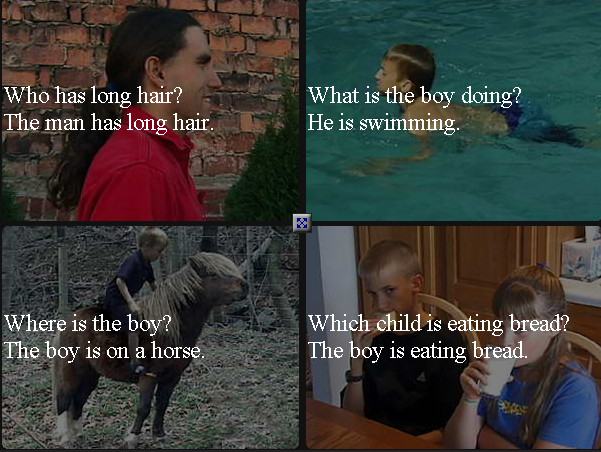 Who has long hair?
The man has long hair.
What is the boy doing?
He is swimming.
Where is the boy?
The boy is on a horse.
Which child is eating bread?
The boy is eating bread.